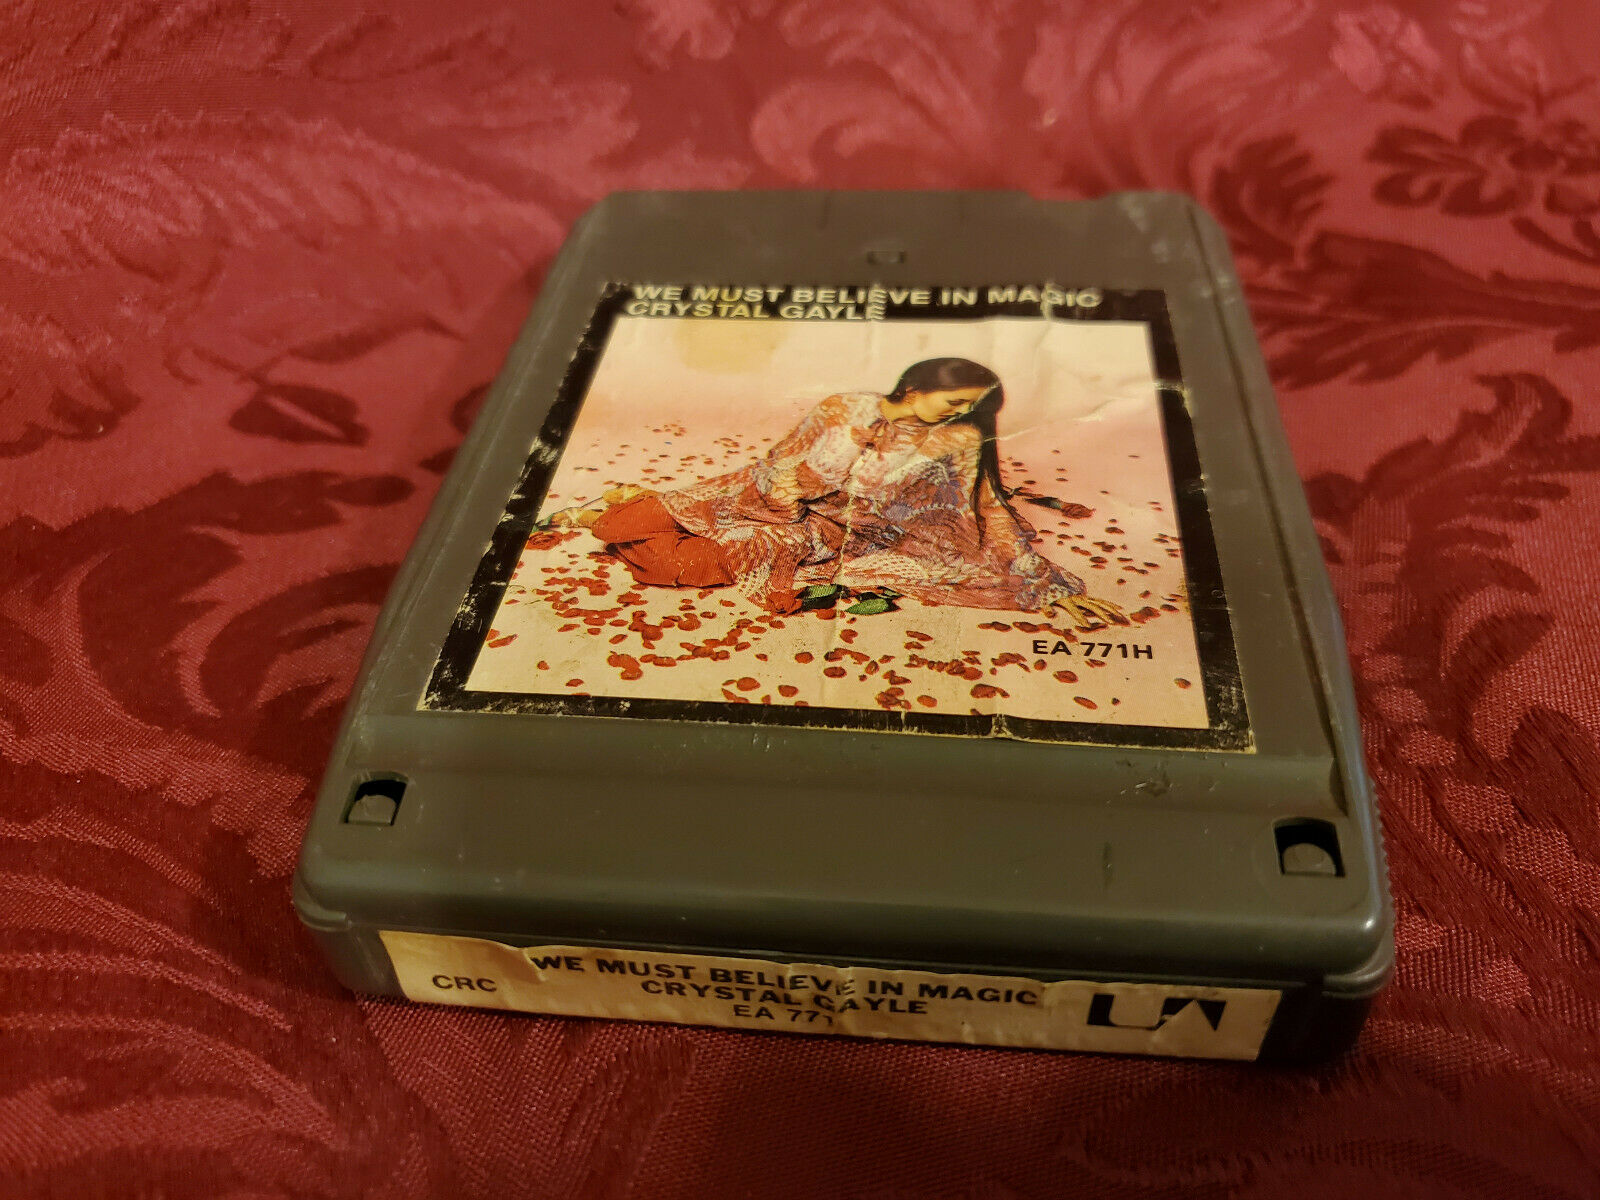 WE MUST BELIEVE IN MAGIC
CRYSTAL GAYLE
EA 771H
CRC
WE MUST BELIEVE IN MAGIC
CRYSTAL GAYLE
EA 771
UA